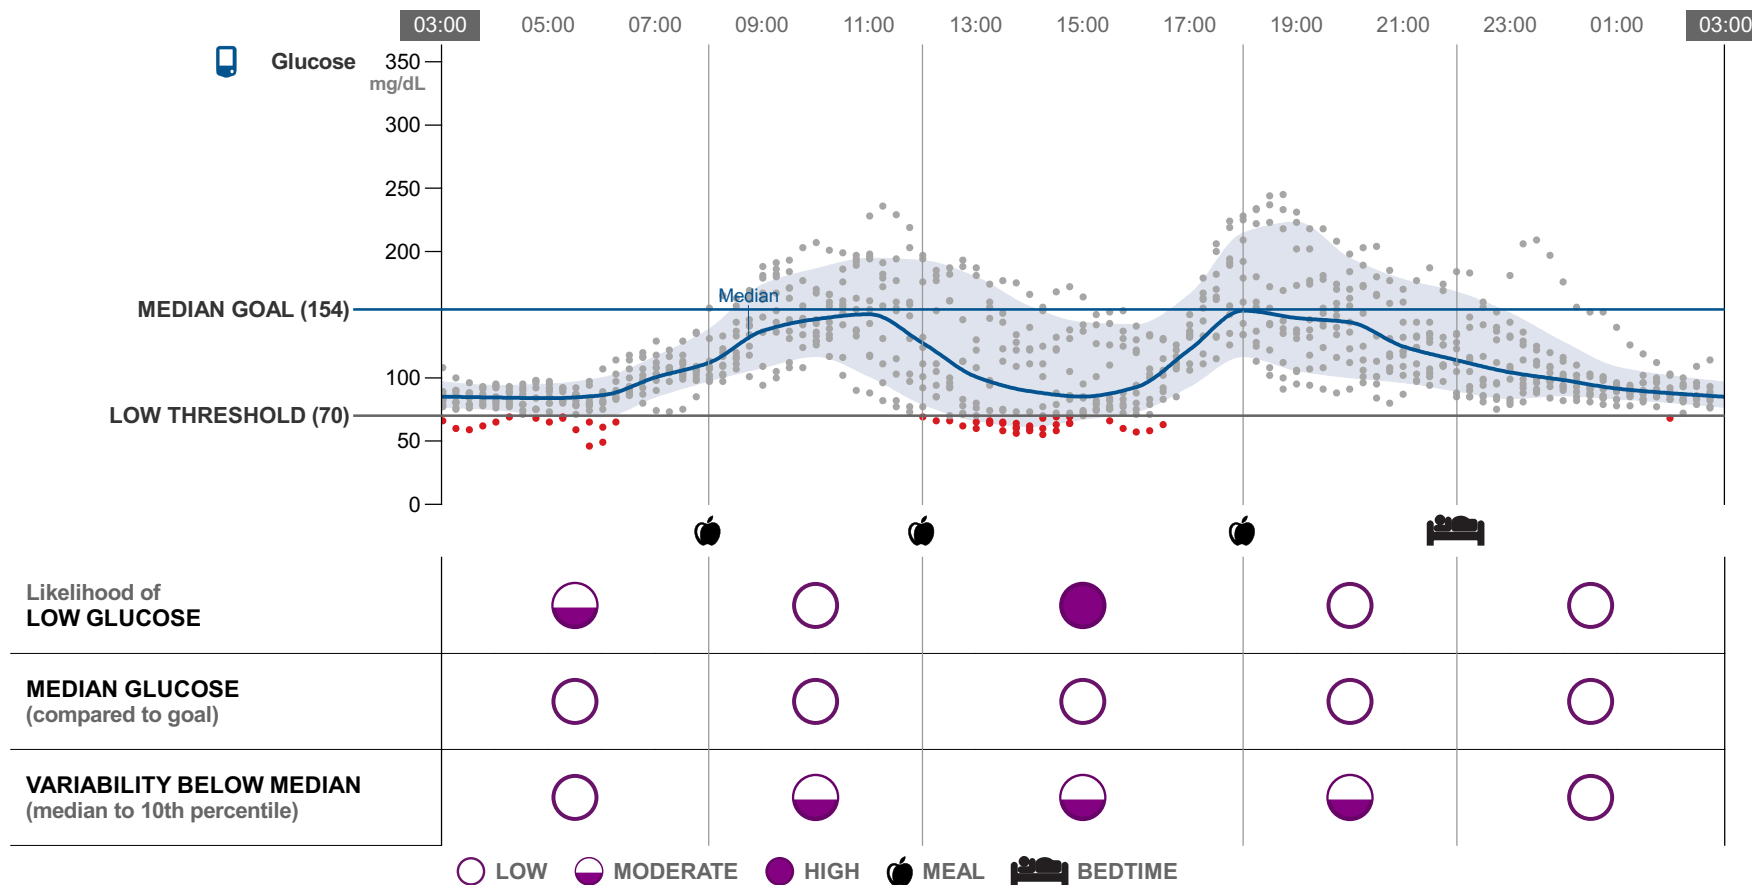 03:00 05:00 07:00 09:00 11:00 13:00 15:00 17:00 19:00 21:00 23:00 01:00 03:00
Glucose 350
mg/dL
300
250
200
Median
MEDIAN GOAL (154)
100
LOW THRESHOLD (70)
50
0
Likelihood of
LOW GLUCOSE
MEDIAN GLUCOSE
(compared to goal)
VARIABILITY BELOW MEDIAN
(median to 10th percentile)
LOW MODERATE HIGH MEAL BEDTIME